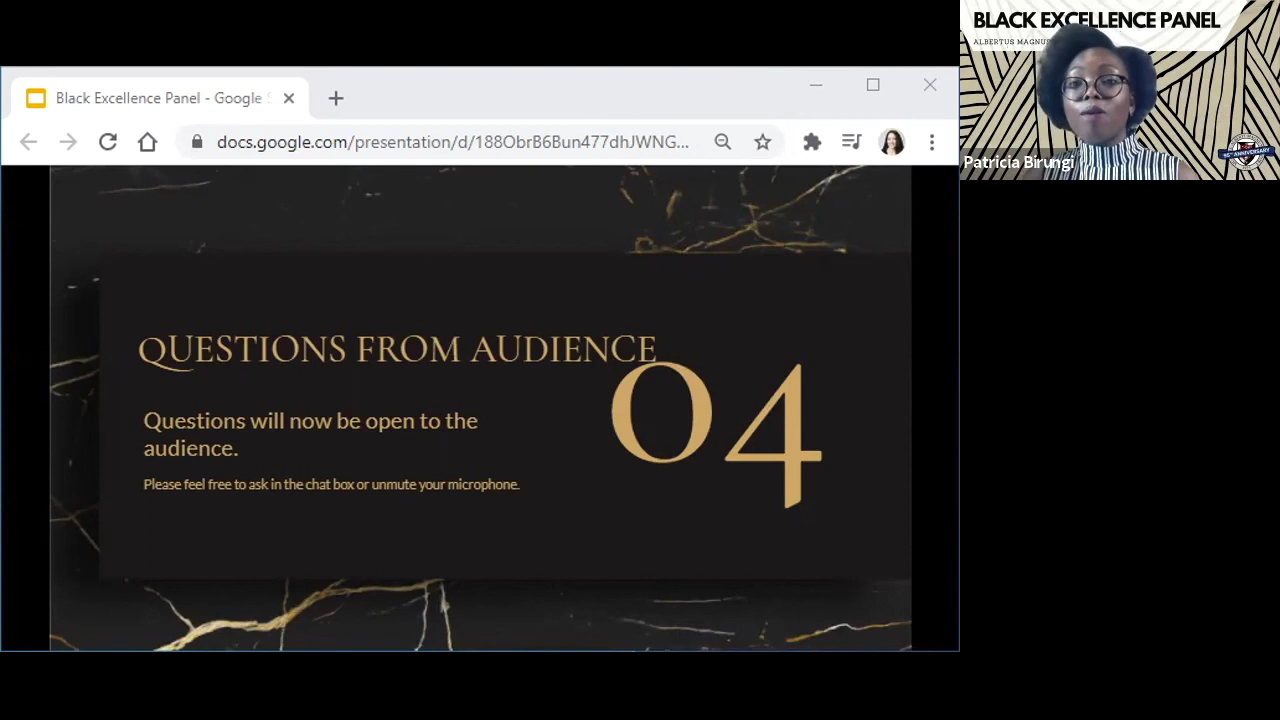 BLACK EXCELLENCE PANEL
ALBERTUS MAGNUS
Patricia Birungi
Black Excellence Panel - Google
docs.google.com/presentation/d/188ObrB6Bun477dhJWNG...
QUESTIONS FROM AUDIENCE
04
Questions will now be open to the
audience.
Please feel free to ask in the chat box or unmute your microphone.